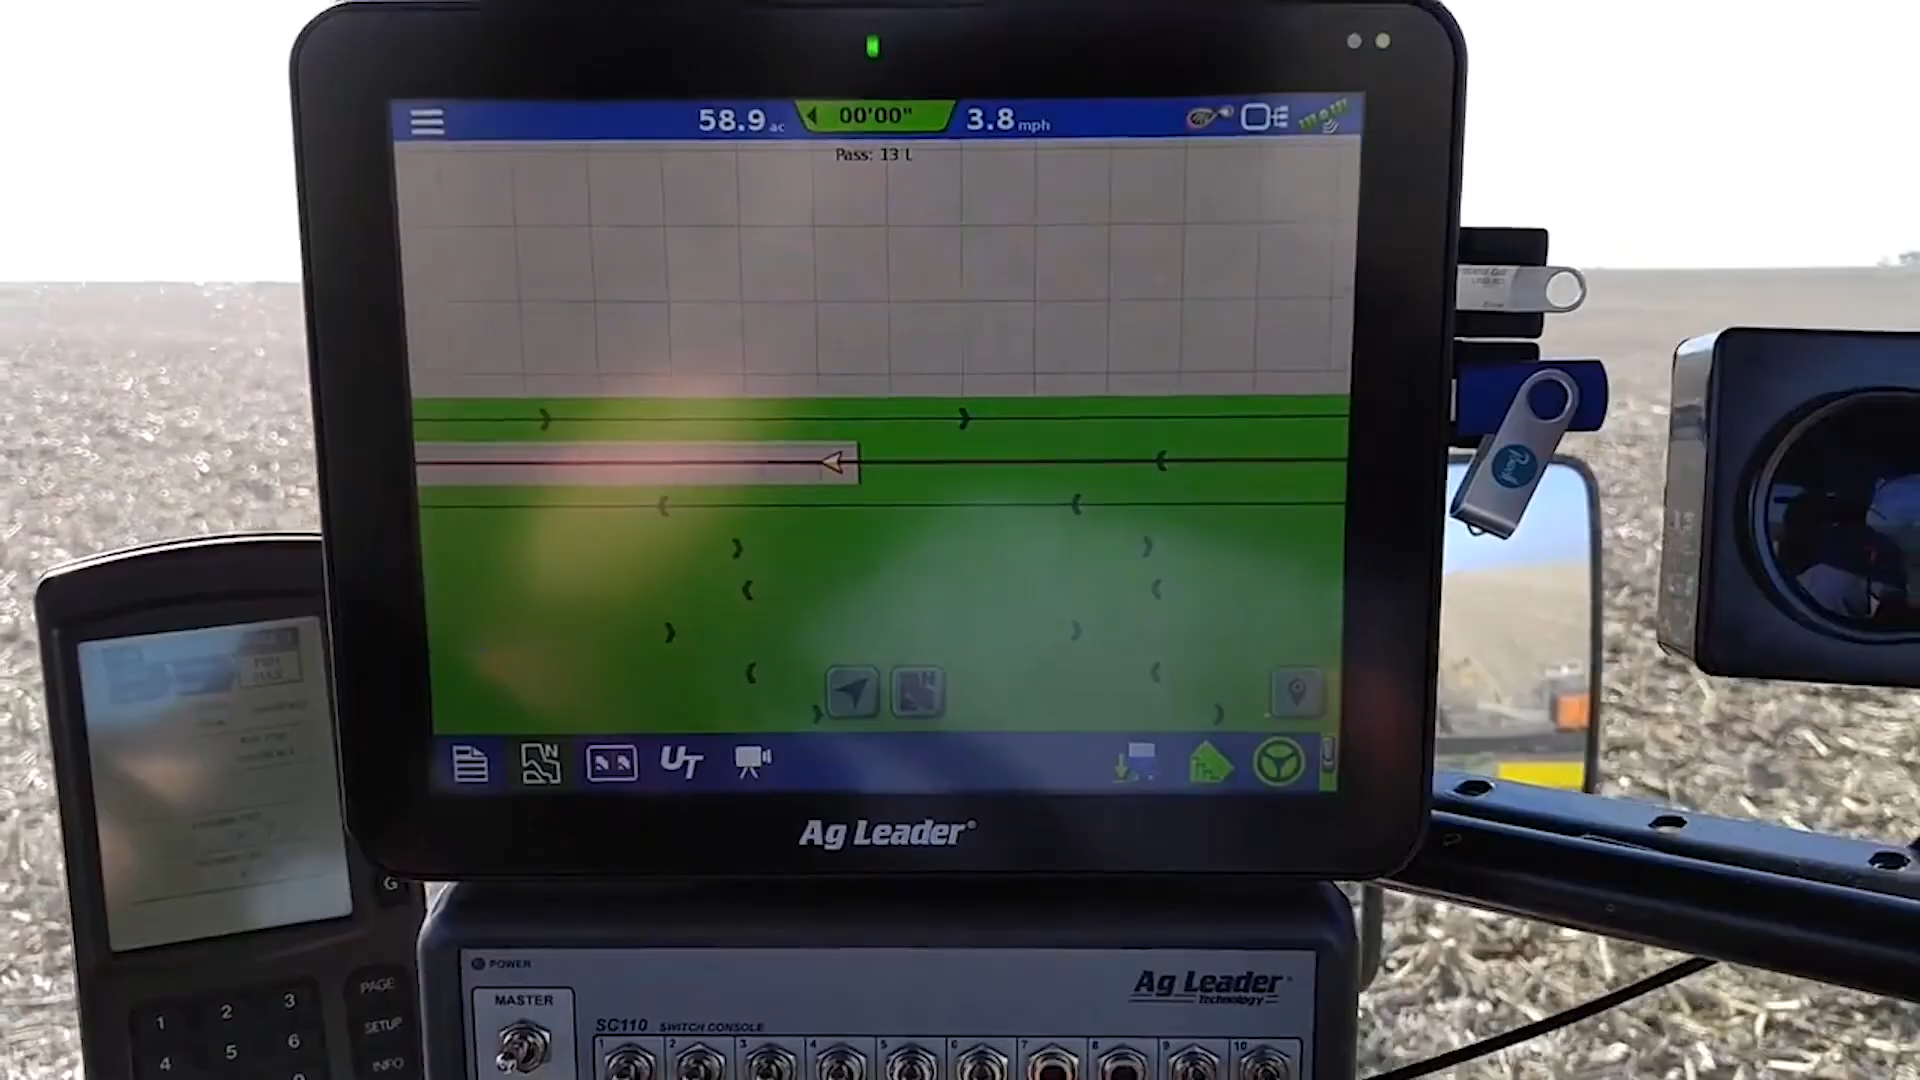 58.9 ac
00'00"
3.8 mph
Pass: 13 L
N
N
UT
Ag Leader®
G
POWER
MASTER
Ag Leader
Technology
SC110 SWITCH CONSOLE
1 2 3 4 5 6 7 8 9 10
PAGE
SETUP
INFO
1 2 3
4 5 6